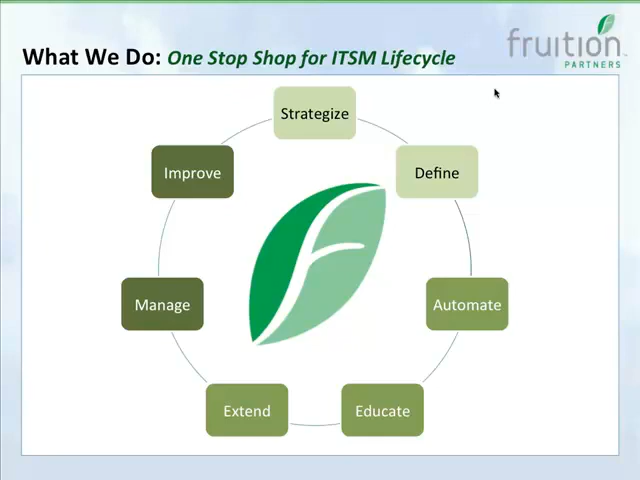 What We Do: One Stop Shop for ITSM Lifecycle
fruition
PARTNERS
Strategize
Define
Automate
Educate
Extend
Manage
Improve